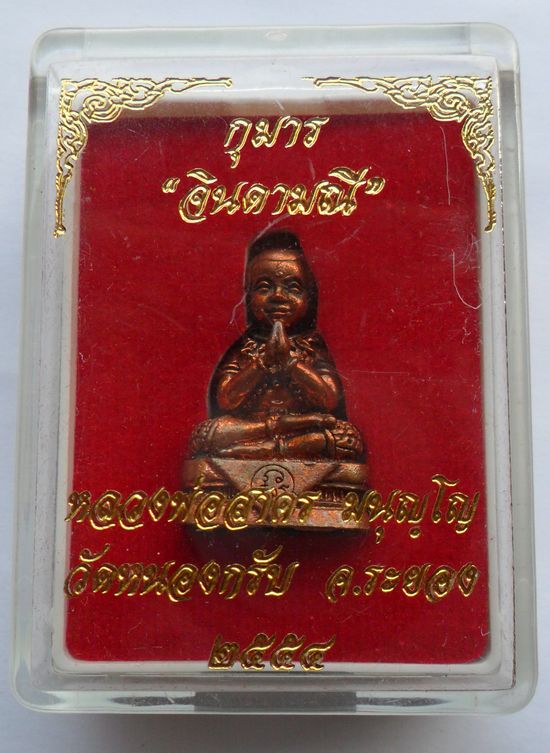 กุมาร
“จินดามณี”
หลวงพ่อสาคร มนุญฺโญ
วัดหนองกรับ จ.ระยอง
๒๕๕๔